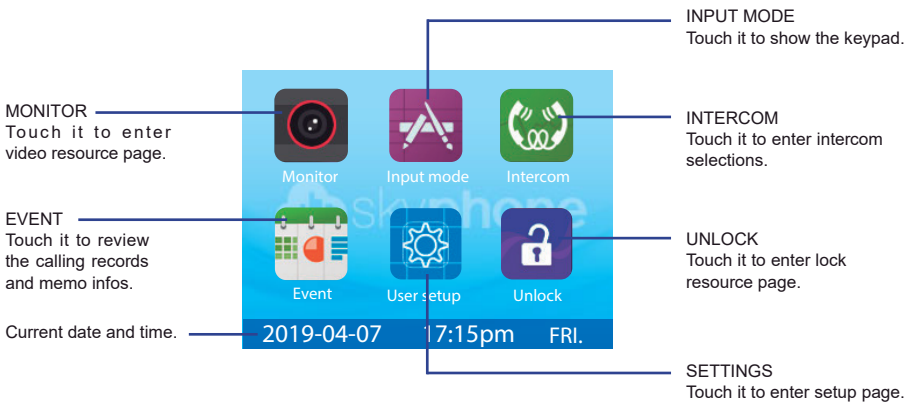 INPUT MODE
Touch it to show the keypad.
MONITOR
Touch it to enter
video resource page.
INTERCOM
Touch it to enter intercom
selections.
Monitor
Input mode
Intercom
skyphone
EVENT
Touch it to review
the calling records
and memo infos.
UNLOCK
Touch it to enter lock
resource page.
Event
User setup
Unlock
Current date and time.
2019-04-07 17:15pm FRI.
SETTINGS
Touch it to enter setup page.